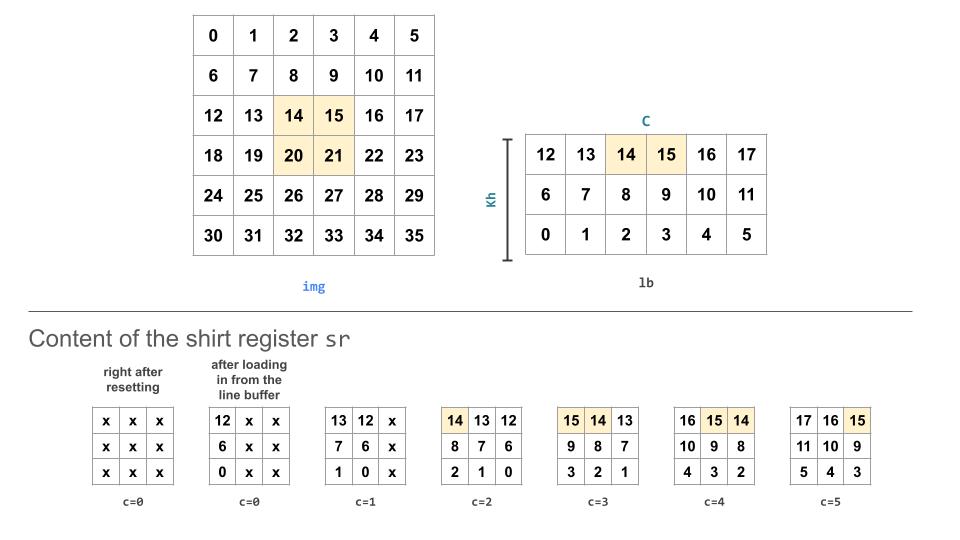 0 1 2 3 4 5
6 7 8 9 10 11
12 13 14 15 16 17
18 19 20 21 22 23
24 25 26 27 28 29
30 31 32 33 34 35
img
C
Kh
12 13 14 15 16 17
6 7 8 9 10 11
0 1 2 3 4 5
lb
Content of the shirt register sr
right after
resetting
x x x
x x x
x x x
c=0
after loading
in from the
line buffer
12 x x
6 x x
0 x x
c=0
13 12 x
7 6 x
1 0 x
c=1
14 13 12
8 7 6
2 1 0
c=2
15 14 13
9 8 7
3 2 1
c=3
16 15 14
10 9 8
4 3 2
c=4
17 16 15
11 10 9
5 4 3
c=5